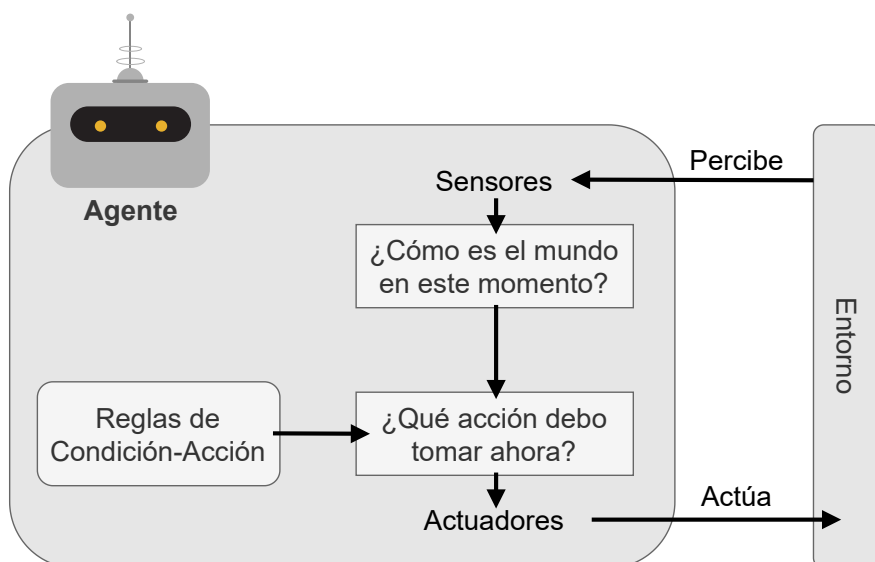 Percibe
Sensores
Agente
¿Cómo es el mundo
en este momento?
Entorno
Reglas de
Condición-Acción
¿Qué acción debo
tomar ahora?
Actúa
Actuadores